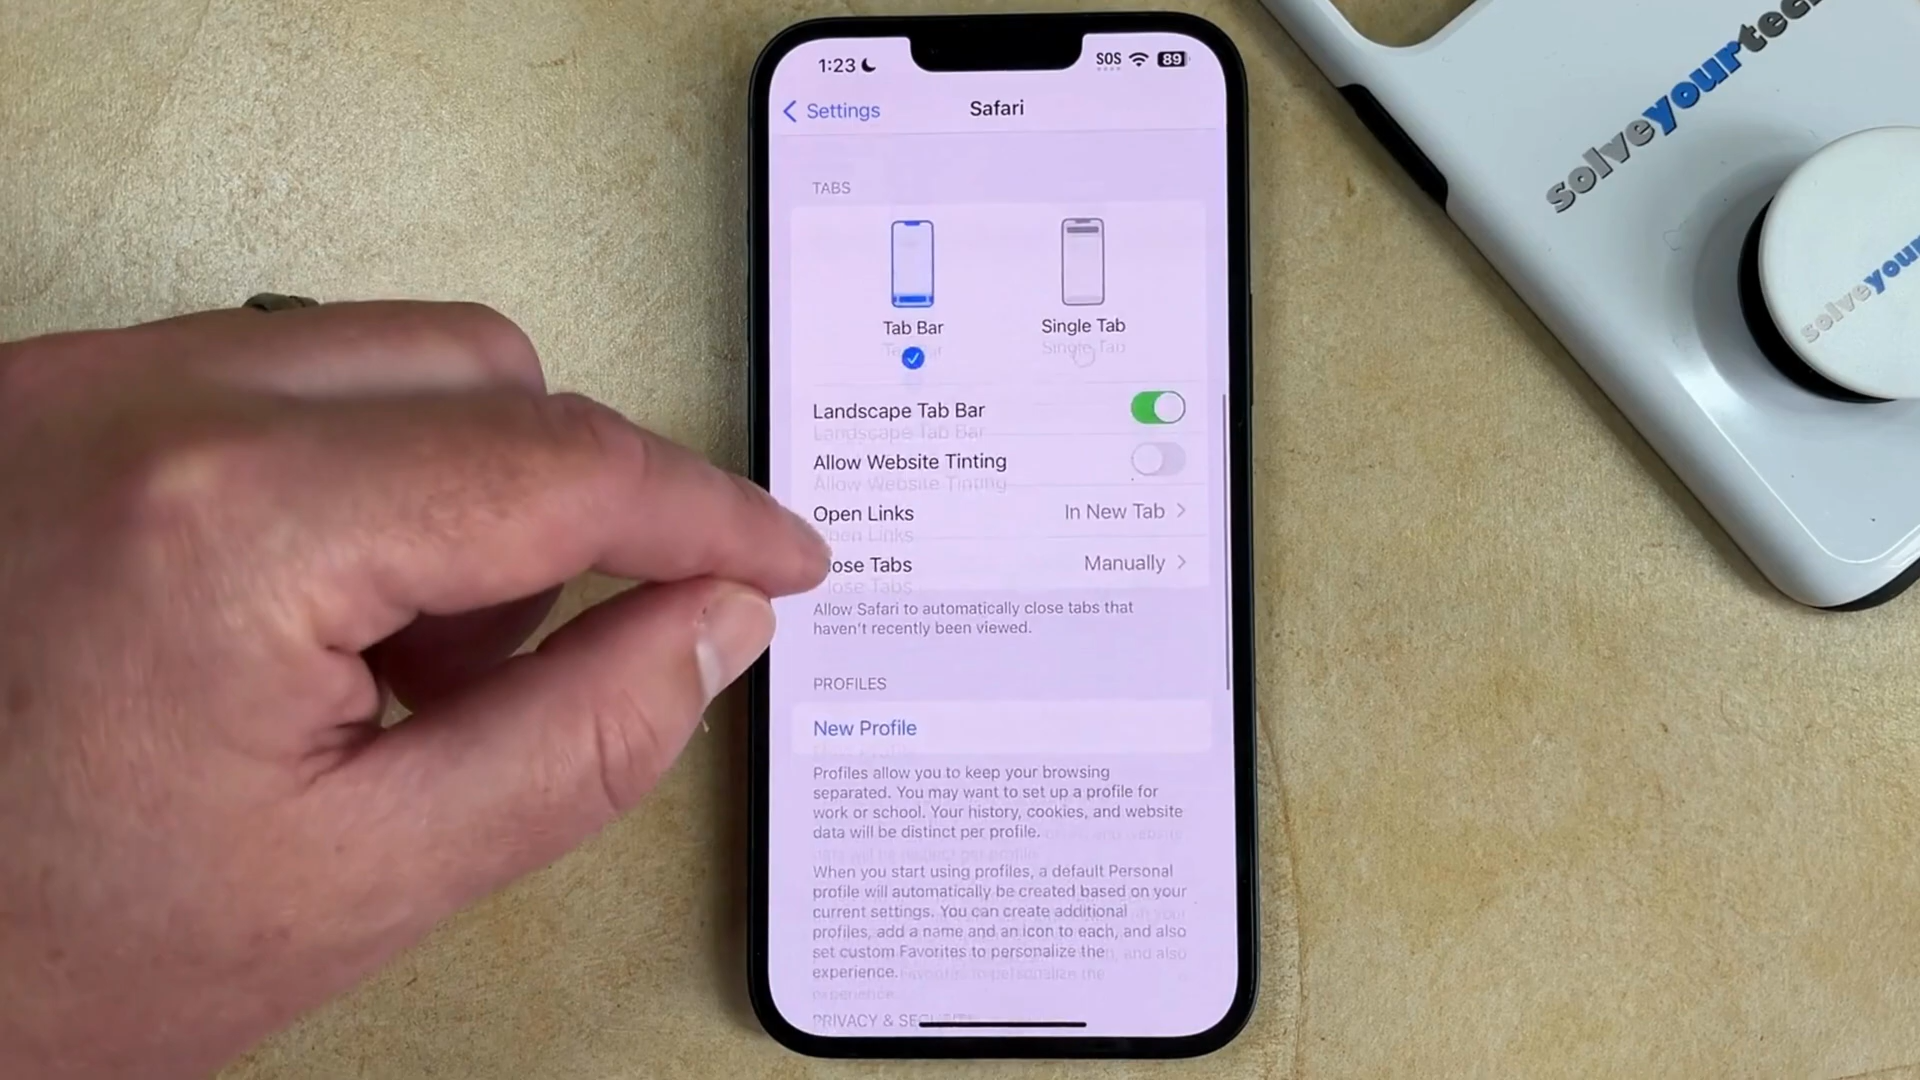 1:23
SOS
89
Settings
Safari
TABS
Tab Bar
Single Tab
Landscape Tab Bar
Allow Website Tinting
Open Links
In New Tab
lose Tabs
Manually
Allow Safari to automatically close tabs that
haven't recently been viewed.
PROFILES
New Profile
Profiles allow you to keep your browsing
separated. You may want to set up a profile for
work or school. Your history, cookies, and website
data will be distinct per profile.
When you start using profiles, a default Personal
profile will automatically be created based on your
current settings. You can create additional
profiles, add a name and an icon to each, and also
set custom Favorites to personalize the
experience.
PRIVACY & SECURITY
solveyourtech
solveyour